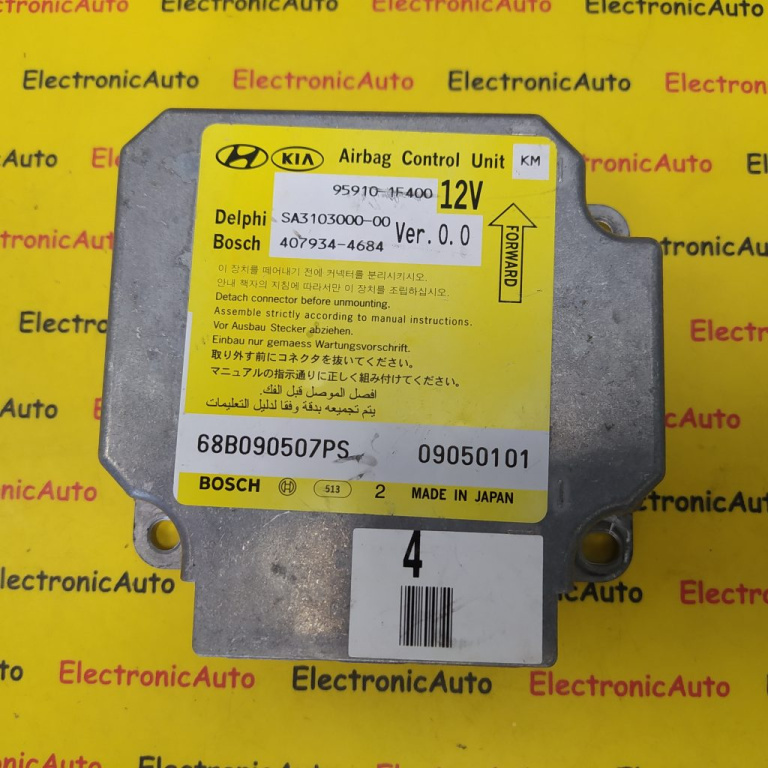 ElectronicAuto ElectronicAuto ElectronicAuto ElectronicAuto
ElectronicAuto ElectronicAuto ElectronicAuto
HYUNDAI KIA Airbag Control Unit KM
95910-1F400 12V
Delphi SA3103000-00 Ver.0.0
Bosch 407934-4684
FORWARD
이 장치를 떼어내기 전에 커넥터를 분리시키시오.
안내 책자의 지침에 따라서만 이 장치를 조립하십시오.
Detach connector before unmounting.
Assemble strictly according to manual instructions.
Vor Ausbau Stecker abziehen.
Einbau nur gemaess Wartungsvorschrift.
取り外す前にコネクタを抜いてください。
マニュアルの指示通りに正しく組み付けてください。
افصل الموصل قبل الفك.
يتم تجميعه بدقة وفقا لدليل التعليمات
68B090507PS 09050101
BOSCH 513 2 MADE IN JAPAN
4
ElectronicAuto ElectronicAuto
ElectronicAuto ElectronicAuto ElectronicAuto
ElectronicAuto ElectronicAuto